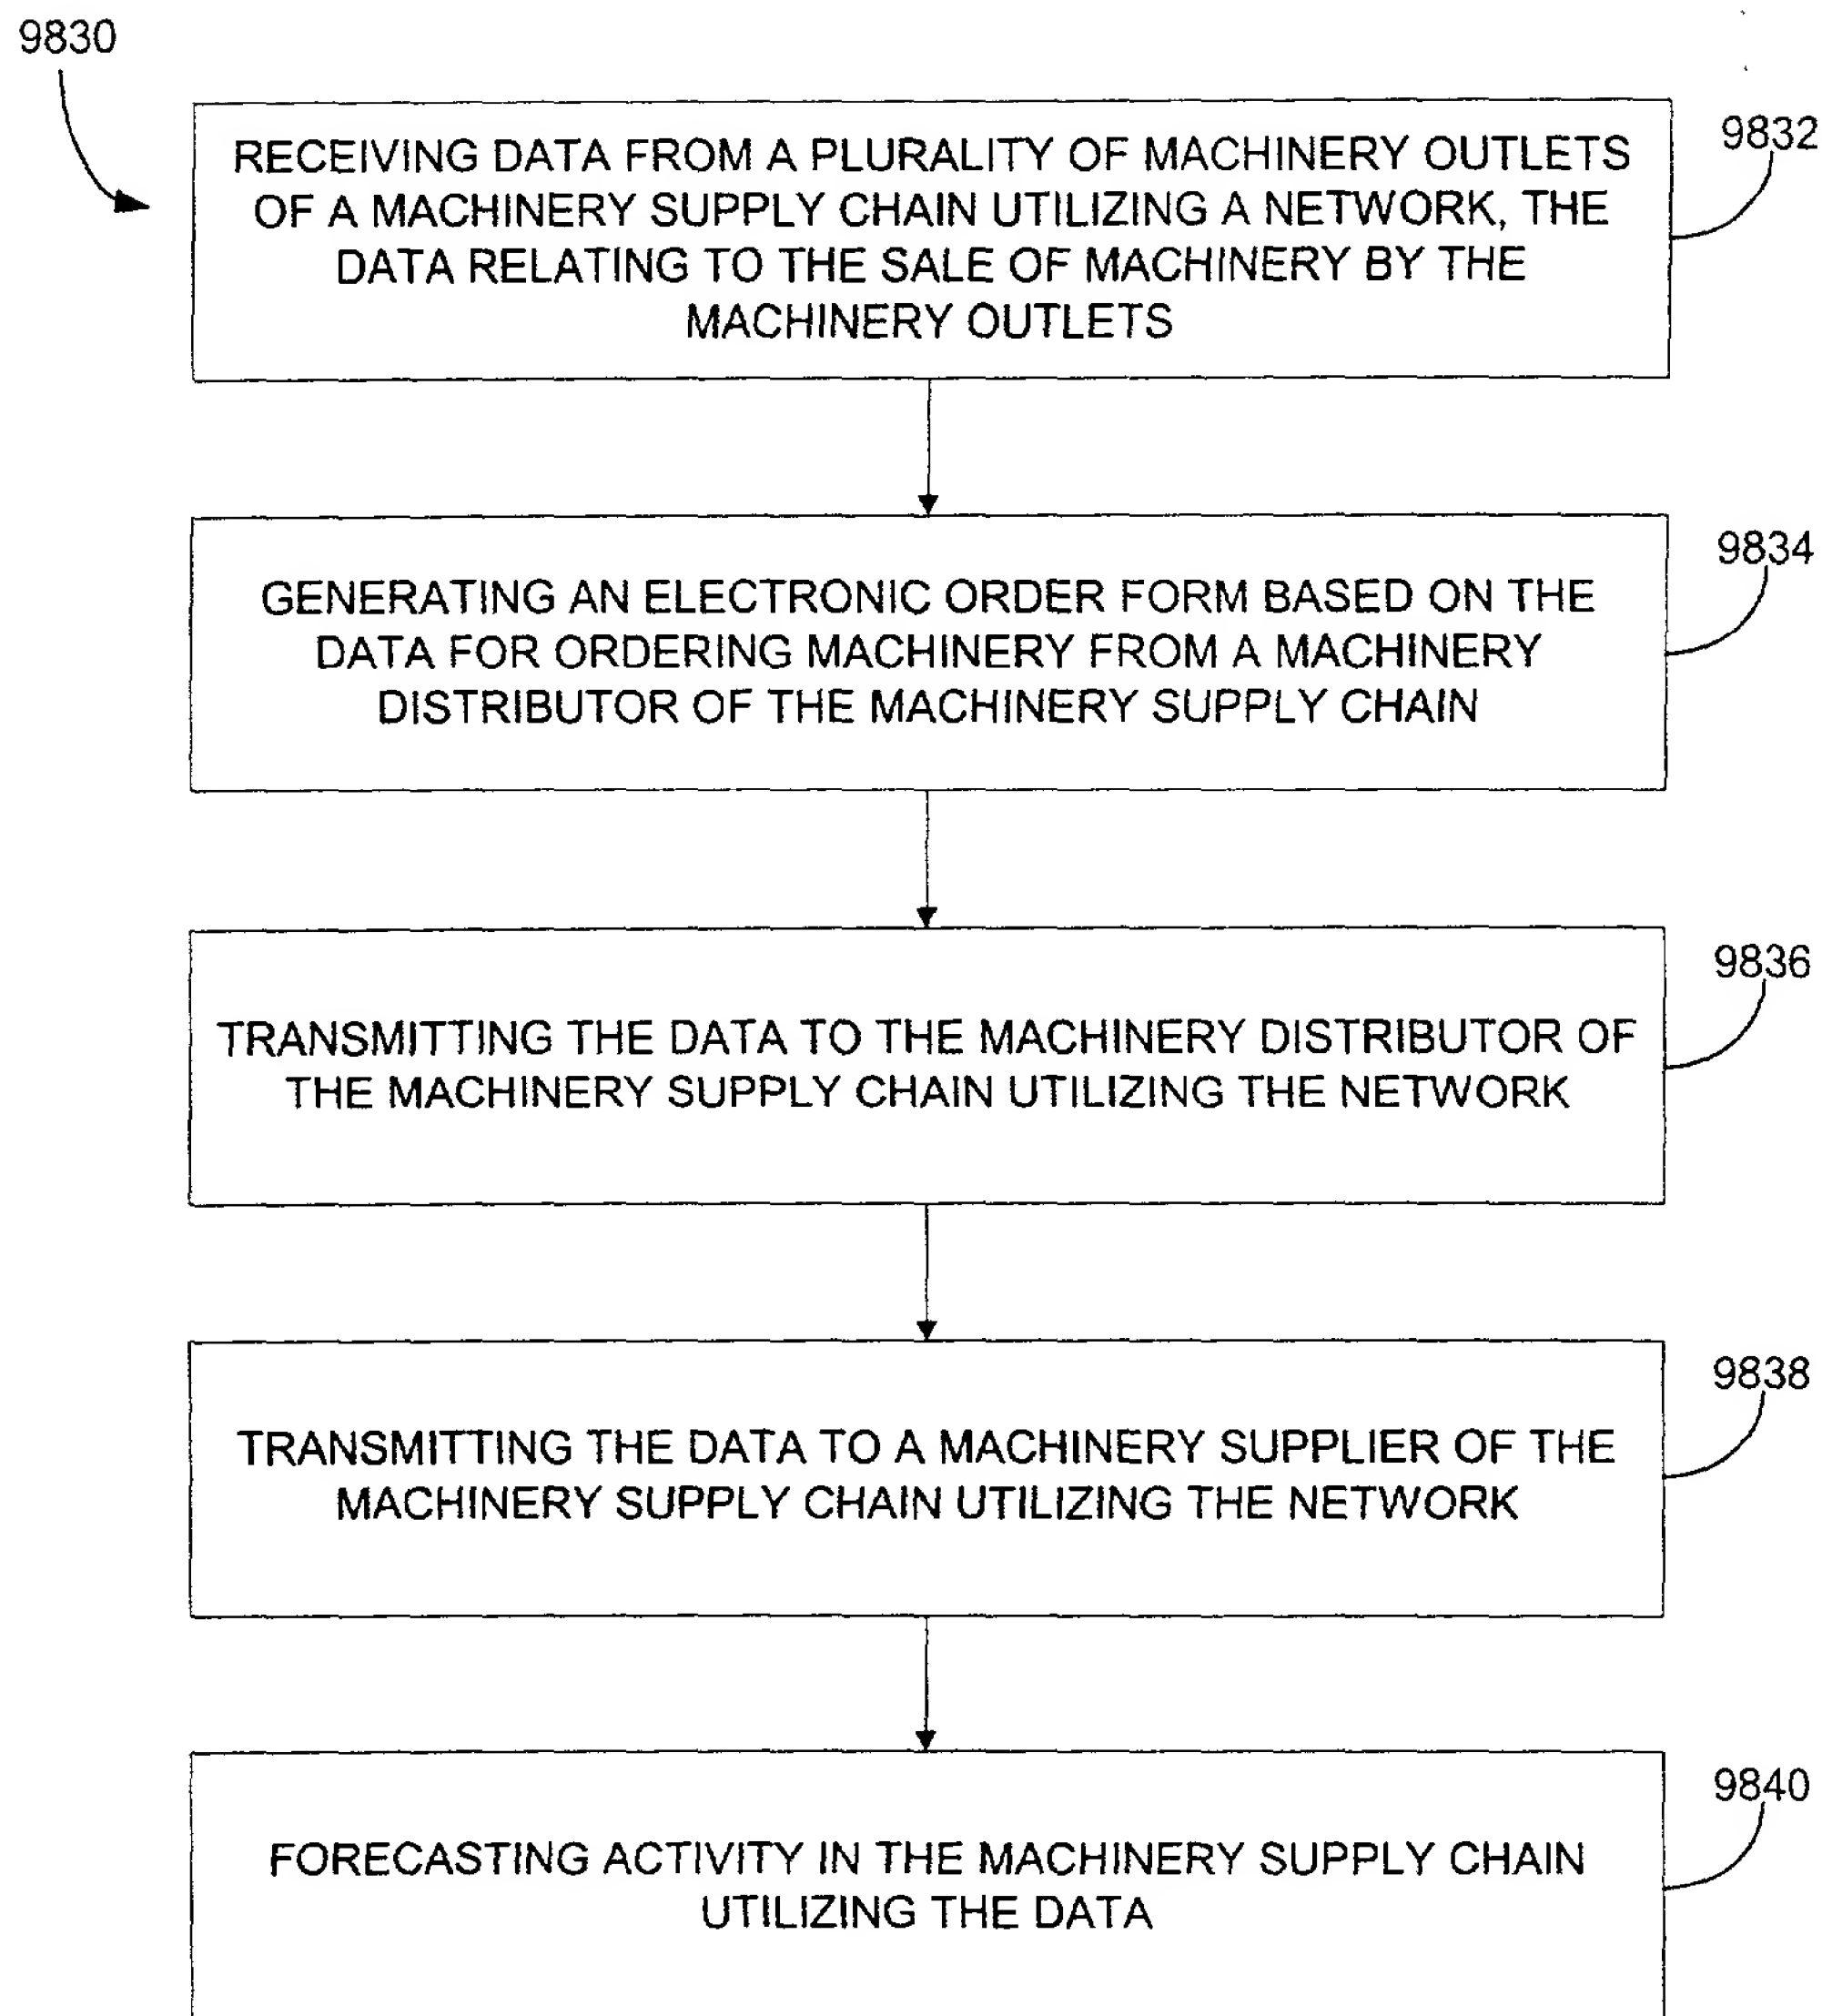 9830
RECEIVING DATA FROM A PLURALITY OF MACHINERY OUTLETS
OF A MACHINERY SUPPLY CHAIN UTILIZING A NETWORK, THE
DATA RELATING TO THE SALE OF MACHINERY BY THE
MACHINERY OUTLETS
9832
GENERATING AN ELECTRONIC ORDER FORM BASED ON THE
DATA FOR ORDERING MACHINERY FROM A MACHINERY
DISTRIBUTOR OF THE MACHINERY SUPPLY CHAIN
9834
TRANSMITTING THE DATA TO THE MACHINERY DISTRIBUTOR OF
THE MACHINERY SUPPLY CHAIN UTILIZING THE NETWORK
9836
TRANSMITTING THE DATA TO A MACHINERY SUPPLIER OF THE
MACHINERY SUPPLY CHAIN UTILIZING THE NETWORK
9838
FORECASTING ACTIVITY IN THE MACHINERY SUPPLY CHAIN
UTILIZING THE DATA
9840